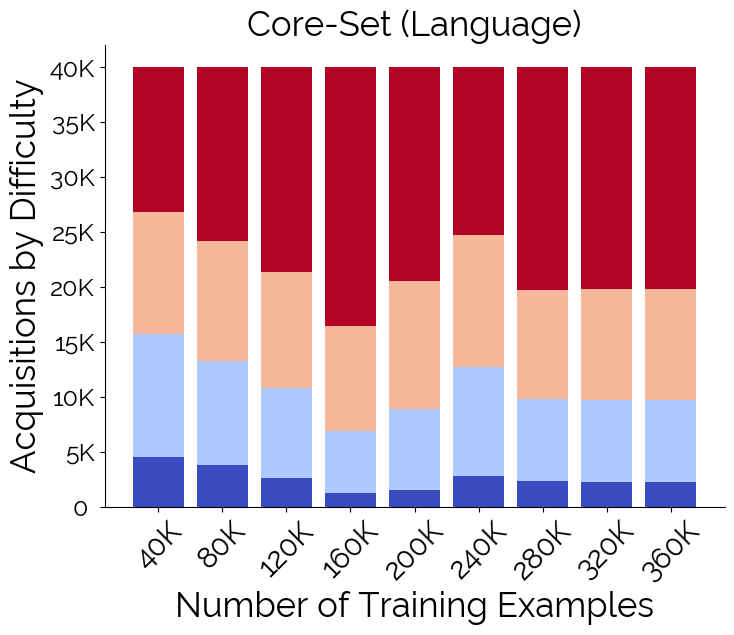 Core-Set (Language)
Acquisitions by Difficulty
40K
35K
30K
25K
20K
15K
10K
5K
0
40K
80K
120K
160K
200K
240K
280K
320K
360K
Number of Training Examples